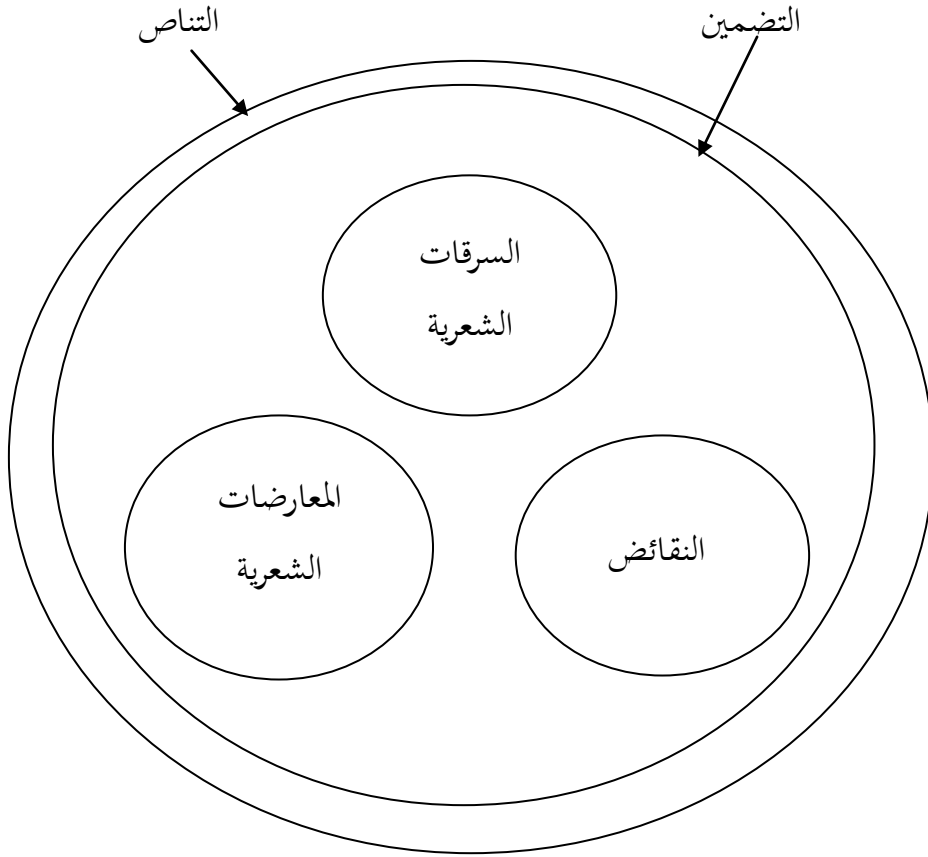 التضمين
التناص
السرقات
الشعرية
المعارضات
الشعرية
النقائض